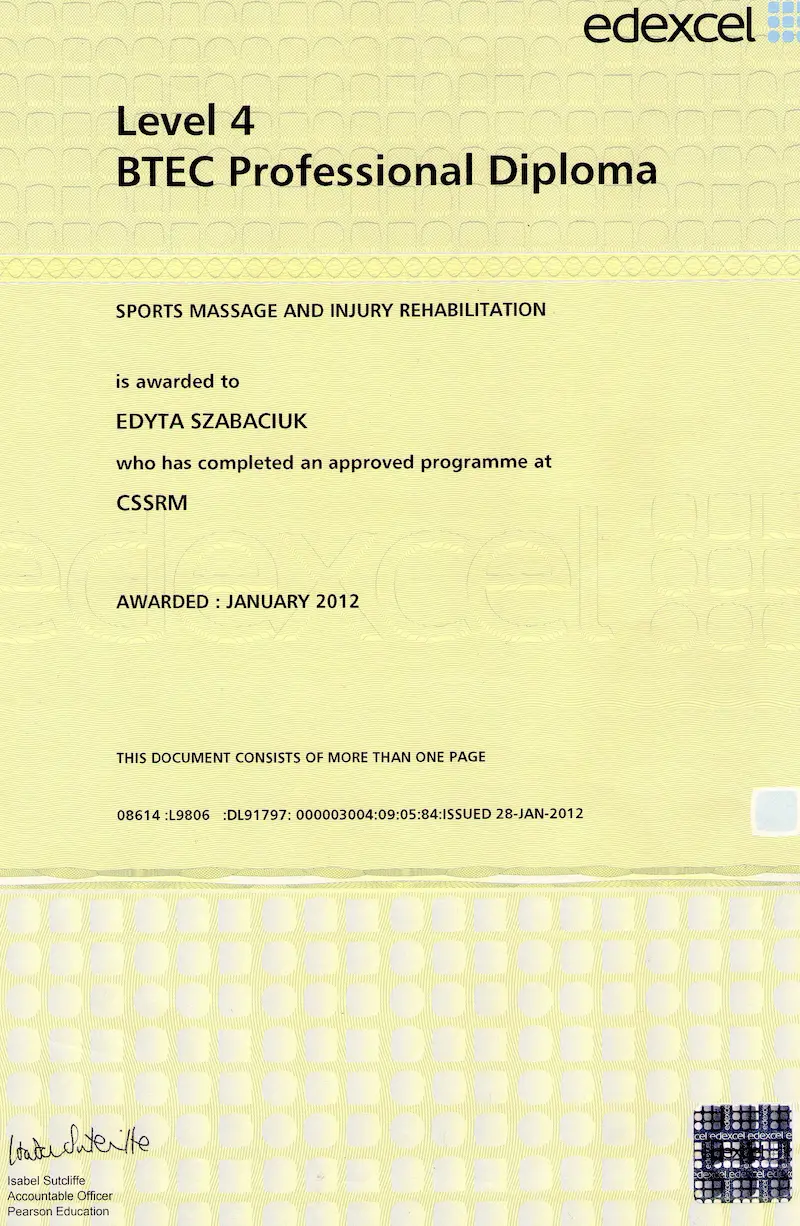 edexcel
Level 4
BTEC Professional Diploma
SPORTS MASSAGE AND INJURY REHABILITATION
is awarded to
EDYTA SZABACIUK
who has completed an approved programme at
CSSRM
edexcel
AWARDED : JANUARY 2012
THIS DOCUMENT CONSISTS OF MORE THAN ONE PAGE
08614 :L9806 :DL91797: 000003004:09:05:84:ISSUED 28-JAN-2012
Isabel Sutcliffe
Isabel Sutcliffe
Accountable Officer
Pearson Education
edexcel edexcel